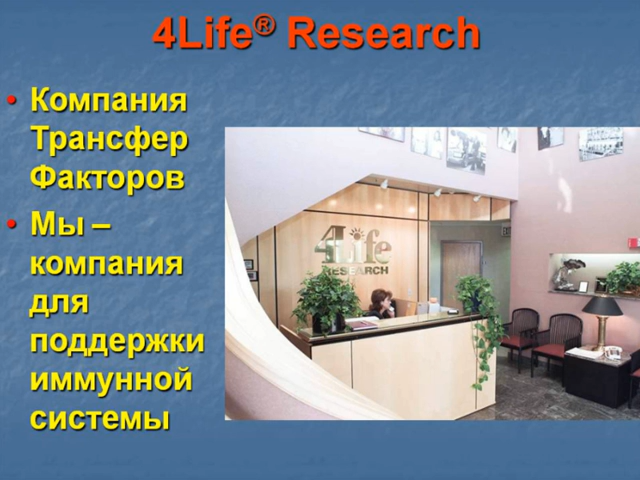 4Life® Research
• Компания
Трансфер
Факторов
• Мы –
компания
для
поддержки
иммунной
системы
4Life
RESEARCH